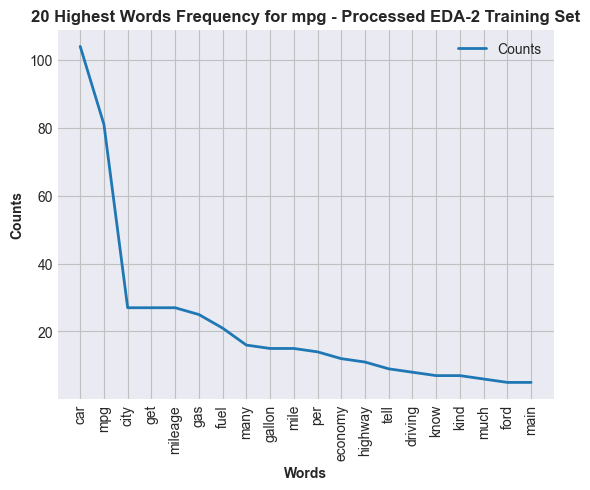 20 Highest Words Frequency for mpg - Processed EDA-2 Training Set
Counts
100
80
60
40
20
Counts
car
mpg
city
get
mileage
gas
fuel
many
gallon
mile
per
economy
highway
tell
driving
know
kind
much
ford
main
Words